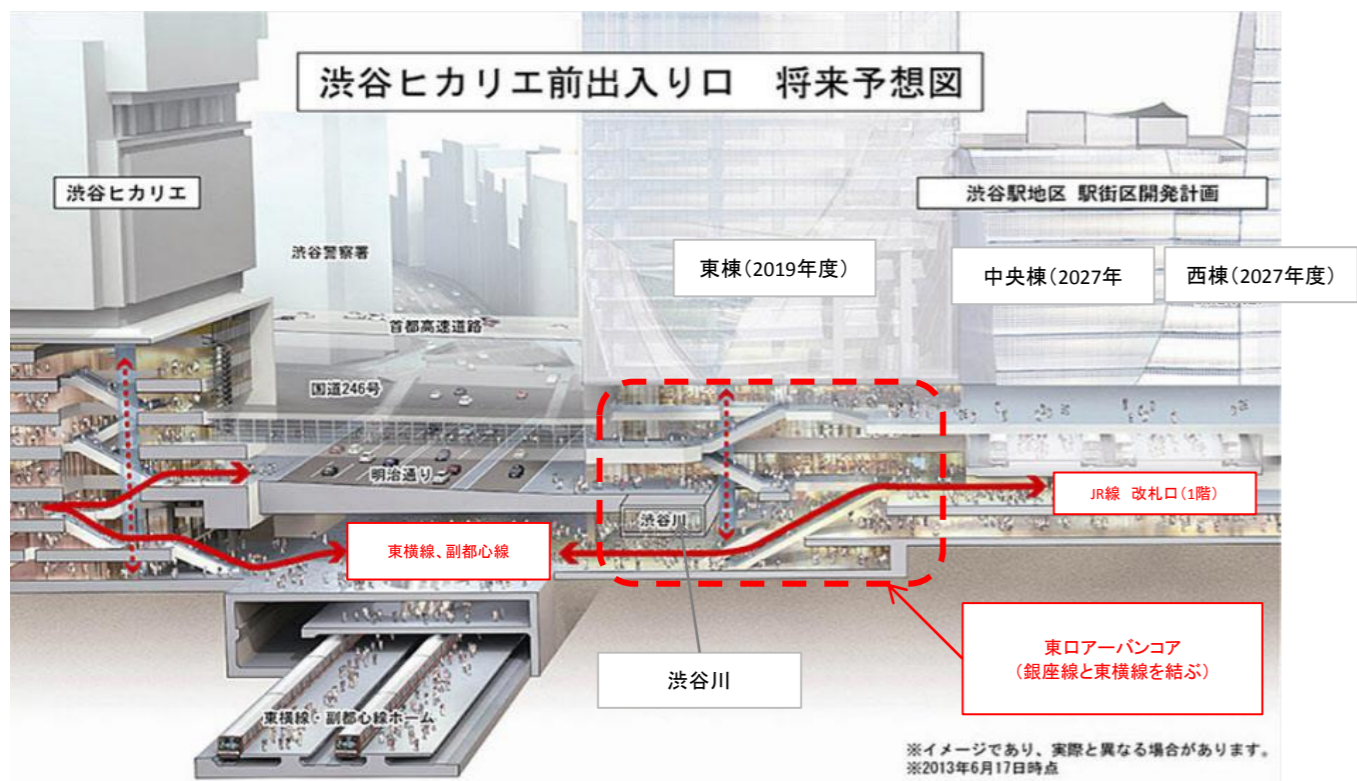 渋谷ヒカリエ前出入り口 将来予想図
渋谷ヒカリエ
渋谷駅地区 駅街区開発計画
渋谷警察署
東棟(2019年度)
中央棟(2027年
西棟(2027年度)
首都高速道路
国道246号
明治通り
JR線 改札口(1階)
渋谷川
東横線、副都心線
東口アーバンコア
(銀座線と東横線を結ぶ)
渋谷川
東横線・副都心線ホーム
※イメージであり、実際と異なる場合があります。
※2013年6月17日時点